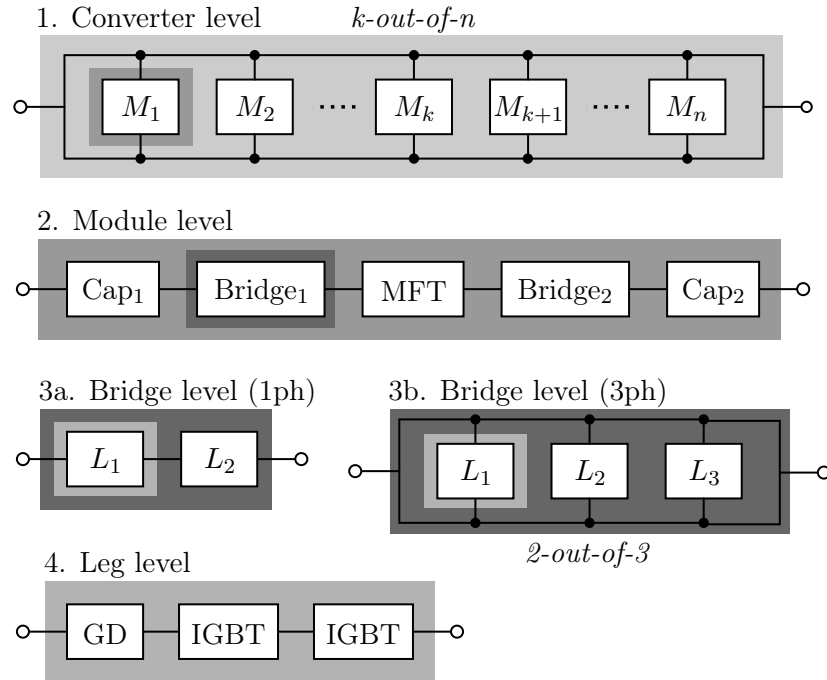 1. Converter level
k-out-of-n
M₁ M₂ ..... Mₖ Mₖ₊₁ ..... Mₙ
2. Module level
Cap₁ Bridge₁ MFT Bridge₂ Cap₂
3a. Bridge level (1ph)
L₁ L₂
3b. Bridge level (3ph)
L₁ L₂ L₃
2-out-of-3
4. Leg level
GD IGBT IGBT